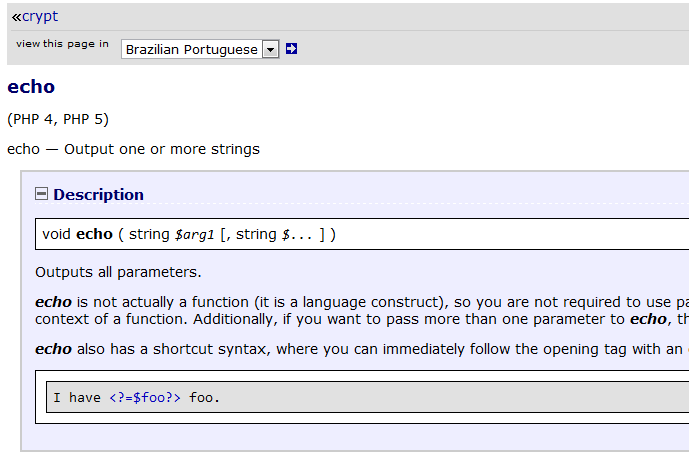 «crypt
view this page in Brazilian Portuguese
echo
(PHP 4, PHP 5)
echo — Output one or more strings
Description
void echo ( string $arg1 [, string $... ] )
Outputs all parameters.
echo is not actually a function (it is a language construct), so you are not required to use
context of a function. Additionally, if you want to pass more than one parameter to echo,
echo also has a shortcut syntax, where you can immediately follow the opening tag with an
I have <?=$foo?> foo.